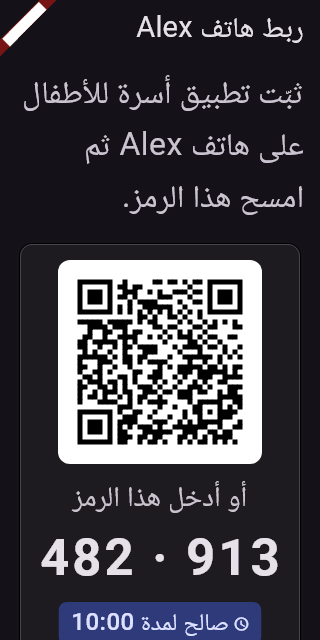 ربط هاتف Alex
ثبّت تطبيق أسرة للأطفال
على هاتف Alex ثم
امسح هذا الرمز.
أو أدخل هذا الرمز
482 · 913
صالح لمدة 10:00